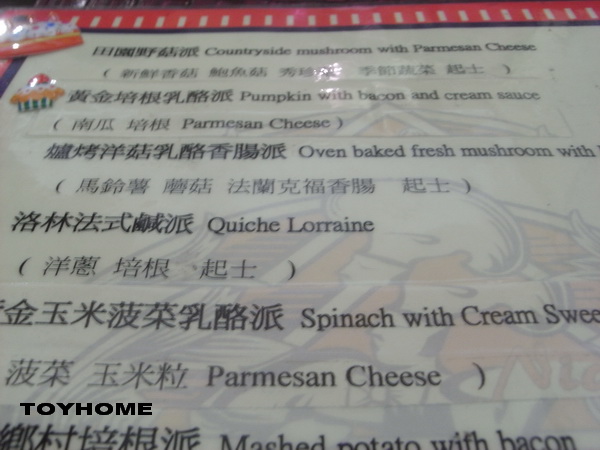 田園野菇派 Countryside mushroom with Parmesan Cheese
( 新鮮香菇 鮑魚菇 秀珍 季節蔬菜 起士 )
黃金培根乳酪派 Pumpkin with bacon and cream sauce
( 南瓜 培根 Parmesan Cheese )
爐烤洋菇乳酪香腸派 Oven baked fresh mushroom with
( 馬鈴薯 蘑菇 法蘭克福香腸 起士 )
洛林法式鹹派 Quiche Lorraine
( 洋蔥 培根 起士 )
金玉米菠菜乳酪派 Spinach with Cream Swee
菠菜 玉米粒 Parmesan Cheese )
TOYHOME
鄉村培根派 Mashed potato with bacon